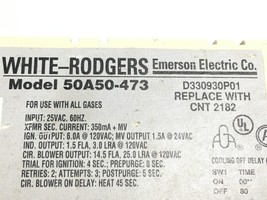 WHITE-RODGERS Emerson Electric Co.
Model 50A50-473 D330930P01
REPLACE WITH
CNT 2182
FOR USE WITH ALL GASES
INPUT: 25VAC. 60HZ.
XFMR SEC. CURRENT: 350mA + MV
IGN. OUTPUT: 6.0A @ 120VAC; MV OUTPUT 1.5A @ 24VAC
IND. OUTPUT: 1.5 FLA, 3.0 LRA @ 120VAC
CIR. BLOWER OUTPUT: 14.5 FLA, 25.0 LRA @ 120VAC
TRIAL FOR IGNITION: 4 SEC; PREPURGE: 0 SEC.
RETRIES: 2; ATTEMPTS: 3; POSTPURGE: 5 SEC.
CIR. BLOWER ON DELAY: HEAT 45 SEC.
COOLING OFF DELAY
SW1 TIME
ON 00**
OFF 80